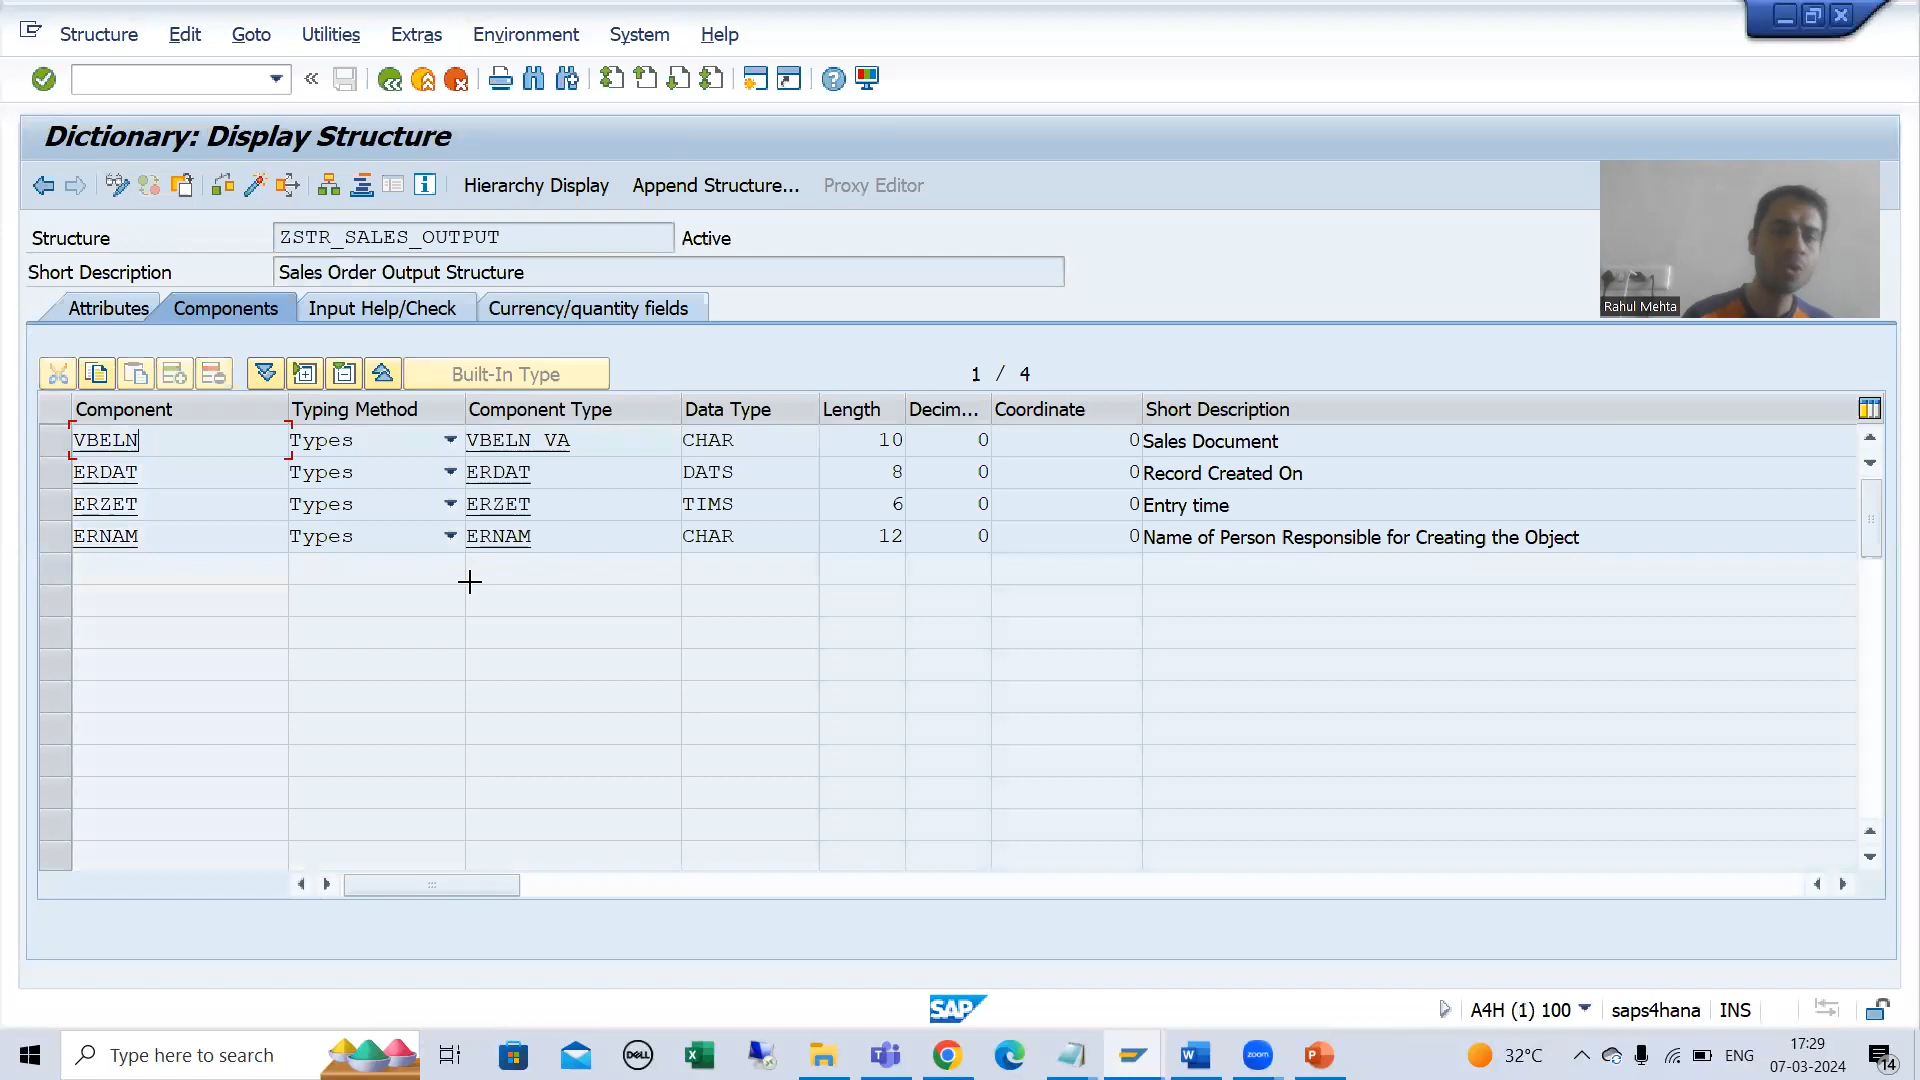 Structure Edit Goto Utilities Extras Environment System Help
Dictionary: Display Structure
Hierarchy Display Append Structure... Proxy Editor
Structure ZSTR_SALES_OUTPUT Active
Short Description Sales Order Output Structure
Rahul Mehta
Attributes Components Input Help/Check Currency/quantity fields
Built-In Type 1 / 4
Component Typing Method Component Type Data Type Length Decim... Coordinate Short Description
VBELN Types VBELN_VA CHAR 10 0 0 Sales Document
ERDAT Types ERDAT DATS 8 0 0 Record Created On
ERZET Types ERZET TIMS 6 0 0 Entry time
ERNAM Types ERNAM CHAR 12 0 0 Name of Person Responsible for Creating the Object
SAP A4H (1) 100 saps4hana INS
Type here to search DELL zoom 32°C ENG 17:29
07-03-2024 14